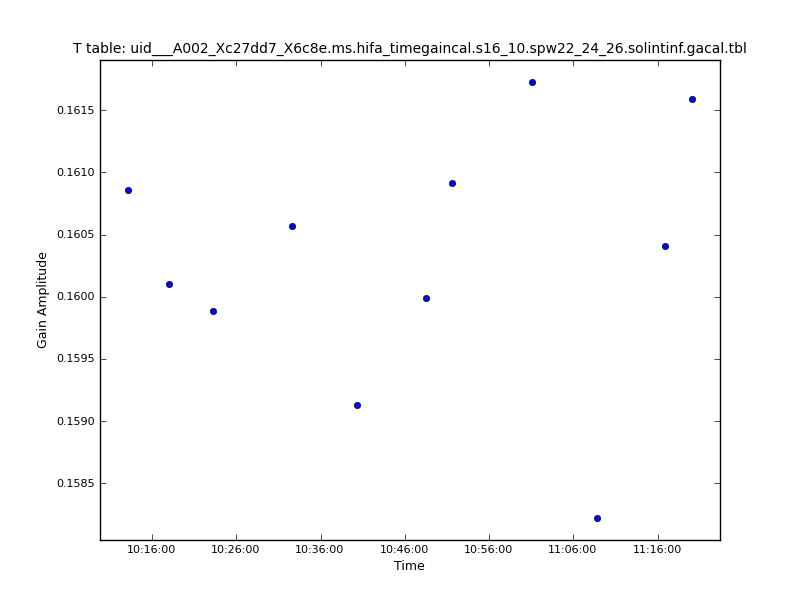 T table: uid___A002_Xc27dd7_X6c8e.ms.hifa_timegaincal.s16_10.spw22_24_26.solintinf.gacal.tbl
0.1615
0.1610
0.1605
0.1600
0.1595
0.1590
0.1585
Gain Amplitude
10:16:00 10:26:00 10:36:00 10:46:00 10:56:00 11:06:00 11:16:00
Time